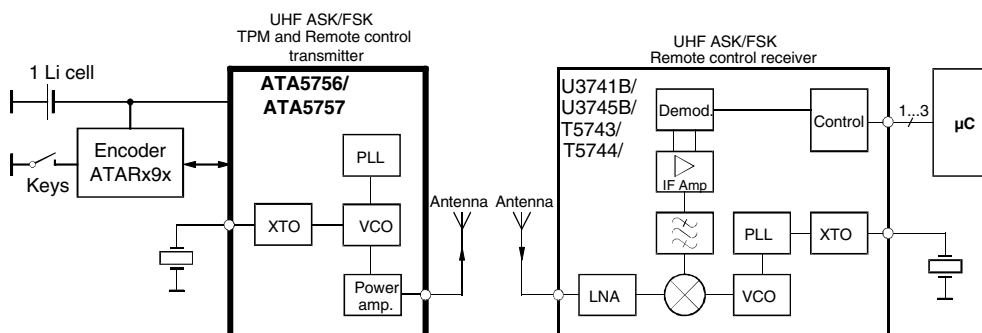 UHF ASK/FSK
TPM and Remote control
transmitter
1 Li cell
ATA5756/
ATA5757
Encoder
ATARx9x
Keys
PLL
XTO
VCO
Power
amp.
Antenna
Antenna
UHF ASK/FSK
Remote control receiver
U3741B/
U3745B/
T5743/
T5744/
Demod.
Control
1...3
µC
IF Amp
PLL
XTO
LNA
VCO